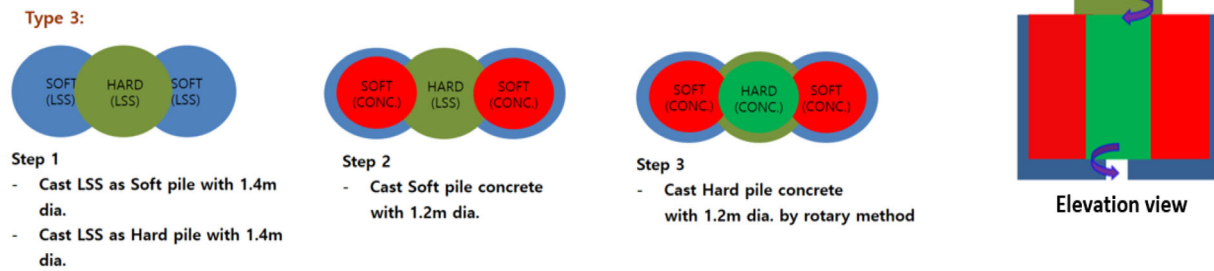 Type 3:
SOFT
(LSS)
HARD
(LSS)
SOFT
(LSS)
SOFT
(CONC.)
HARD
(LSS)
SOFT
(CONC.)
SOFT
(CONC.)
HARD
(CONC.)
SOFT
(CONC.)
Step 1
- Cast LSS as Soft pile with 1.4m
dia.
- Cast LSS as Hard pile with 1.4m
dia.
Step 2
- Cast Soft pile concrete
with 1.2m dia.
Step 3
- Cast Hard pile concrete
with 1.2m dia. by rotary method
Elevation view